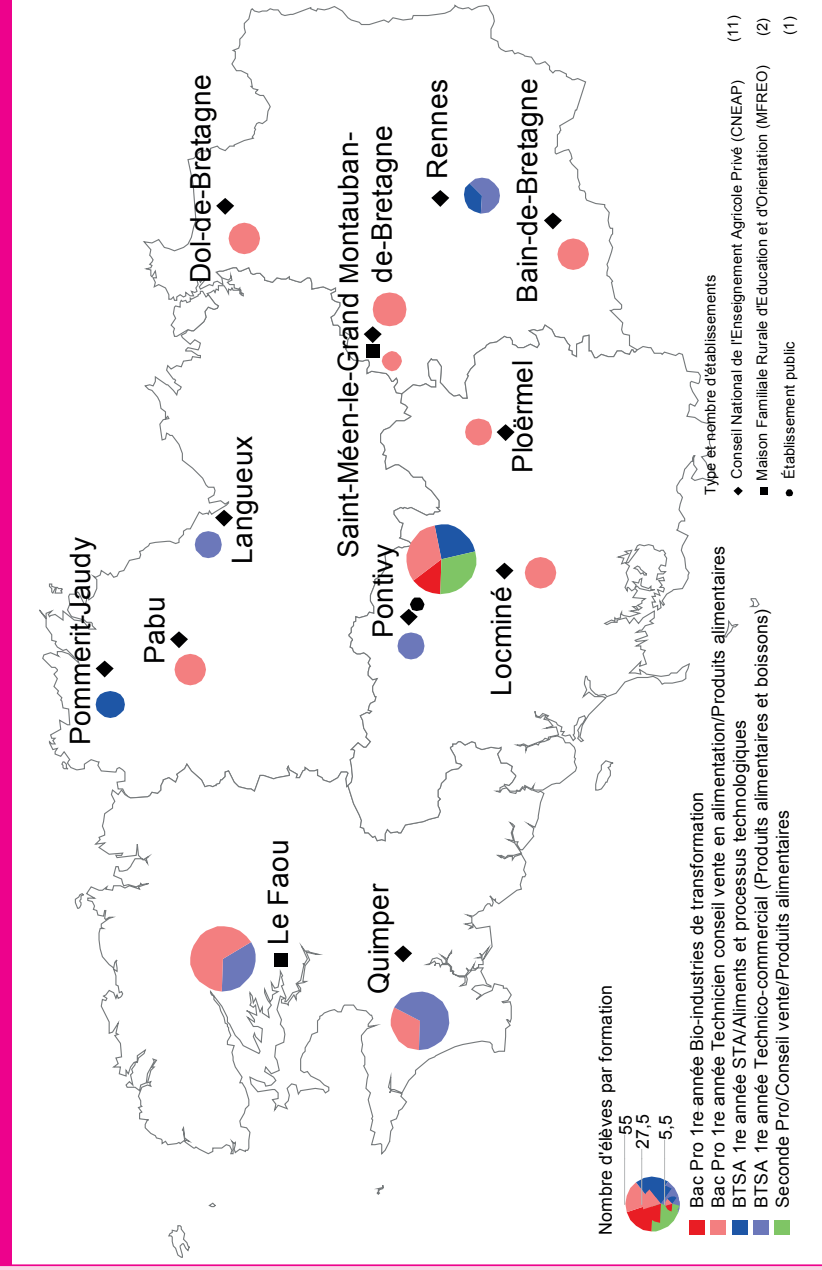 Dol-de-Bretagne
Rennes
Saint-Méen-le-Grand Montauban-
de-Bretagne
Bain-de-Bretagne
Pommerit-Jaudy
Pabu
Langueux
Pontivy
Ploërmel
Locminé
Le Faou
Quimper
Nombre d'élèves par formation
55
27,5
5,5
Bac Pro 1re année Bio-industries de transformation
Bac Pro 1re année Technicien conseil vente en alimentation/Produits alimentaires
BTSA 1re année STA/Aliments et processus technologiques
BTSA 1re année Technico-commercial (Produits alimentaires et boissons)
Seconde Pro/Conseil vente/Produits alimentaires
Type et nombre d'établissements
Conseil National de l'Enseignement Agricole Privé (CNEAP) (11)
Maison Familiale Rurale d'Education et d'Orientation (MFREO) (2)
Établissement public (1)